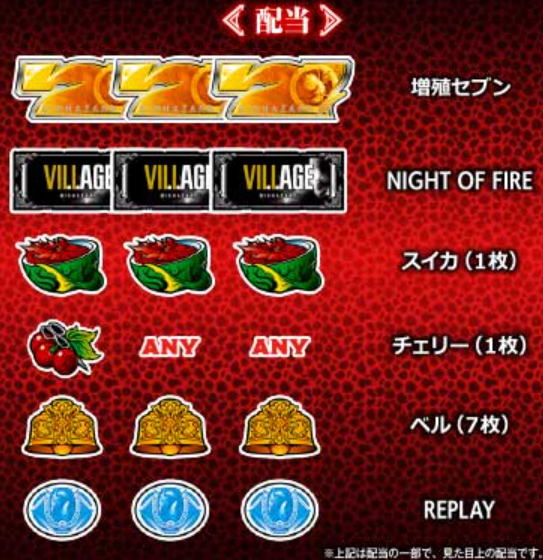 《 配当 》
増殖セブン
VILLAGE VILLAGE VILLAGE NIGHT OF FIRE
スイカ（1枚）
ANY ANY チェリー（1枚）
ベル（7枚）
REPLAY
※上記は配当の一部で、見た目上の配当です。